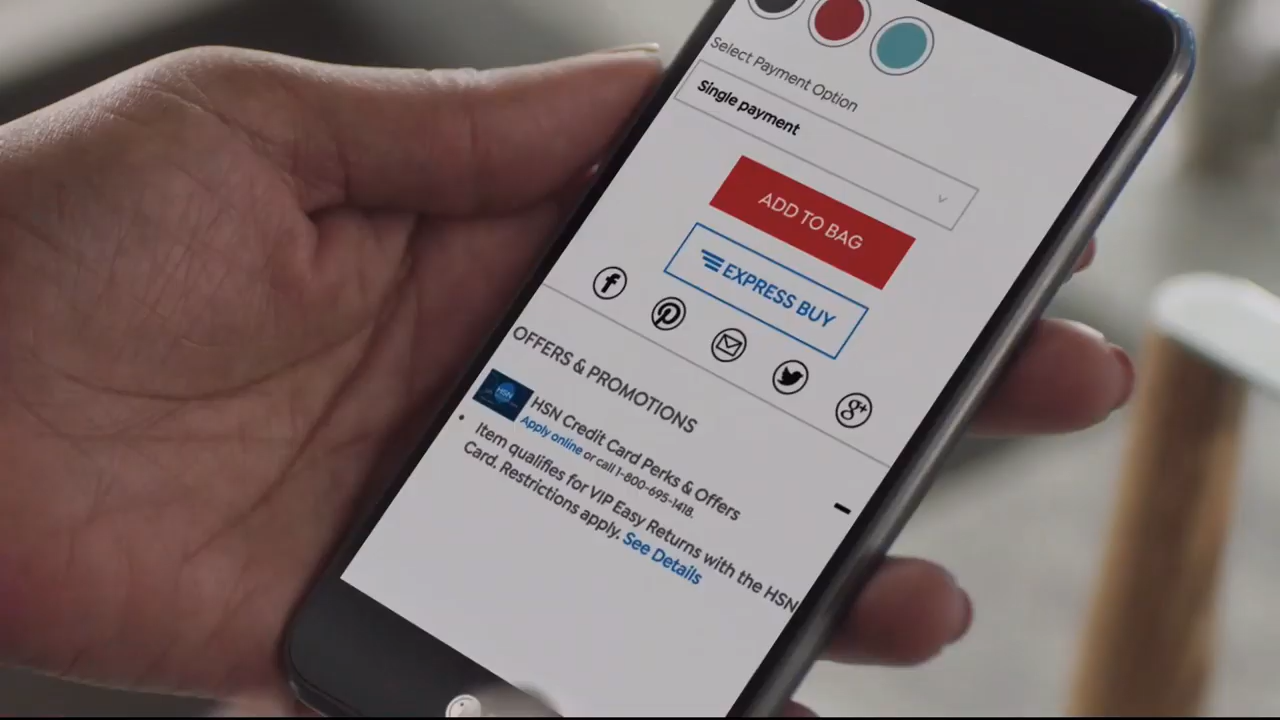 Select Payment Option
Single payment
ADD TO BAG
EXPRESS BUY
OFFERS & PROMOTIONS
HSN
HSN Credit Card Perks & Offers
Apply online or call 1-800-695-1418.
Item qualifies for VIP Easy Returns with the HSN
Card. Restrictions apply. See Details